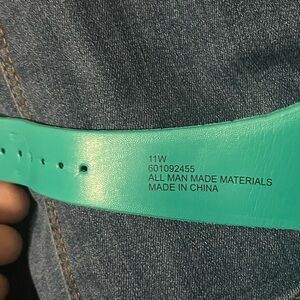 11W
601092455
ALL MAN MADE MATERIALS
MADE IN CHINA